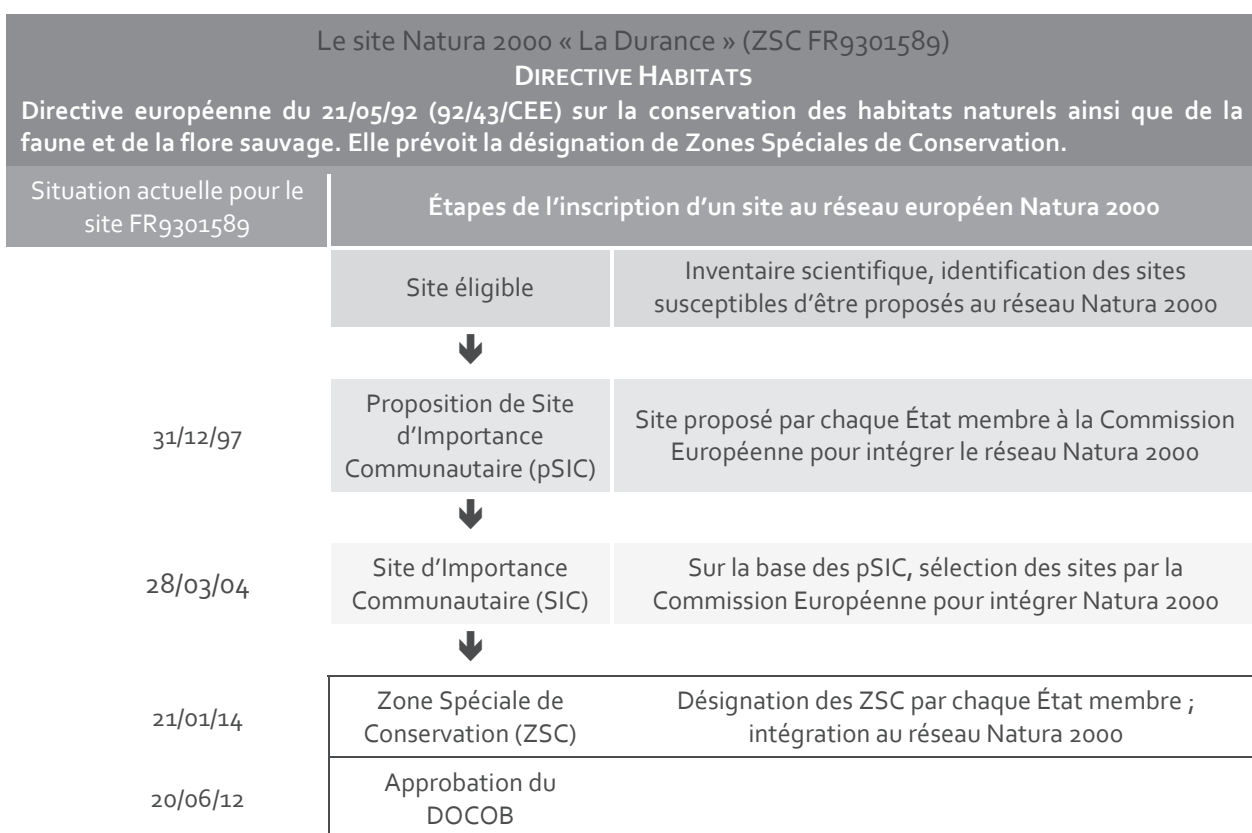 Le site Natura 2000 « La Durance » (ZSC FR9301589)
DIRECTIVE HABITATS
Directive européenne du 21/05/92 (92/43/CEE) sur la conservation des habitats naturels ainsi que de la
faune et de la flore sauvage. Elle prévoit la désignation de Zones Spéciales de Conservation.
Situation actuelle pour le
site FR9301589
Étapes de l'inscription d'un site au réseau européen Natura 2000
Site éligible
Inventaire scientifique, identification des sites
susceptibles d'être proposés au réseau Natura 2000
31/12/97
Proposition de Site
d'Importance
Communautaire (pSIC)
Site proposé par chaque État membre à la Commission
Européenne pour intégrer le réseau Natura 2000
28/03/04
Site d'Importance
Communautaire (SIC)
Sur la base des pSIC, sélection des sites par la
Commission Européenne pour intégrer Natura 2000
21/01/14
Zone Spéciale de
Conservation (ZSC)
Désignation des ZSC par chaque État membre ;
intégration au réseau Natura 2000
20/06/12
Approbation du
DOCOB